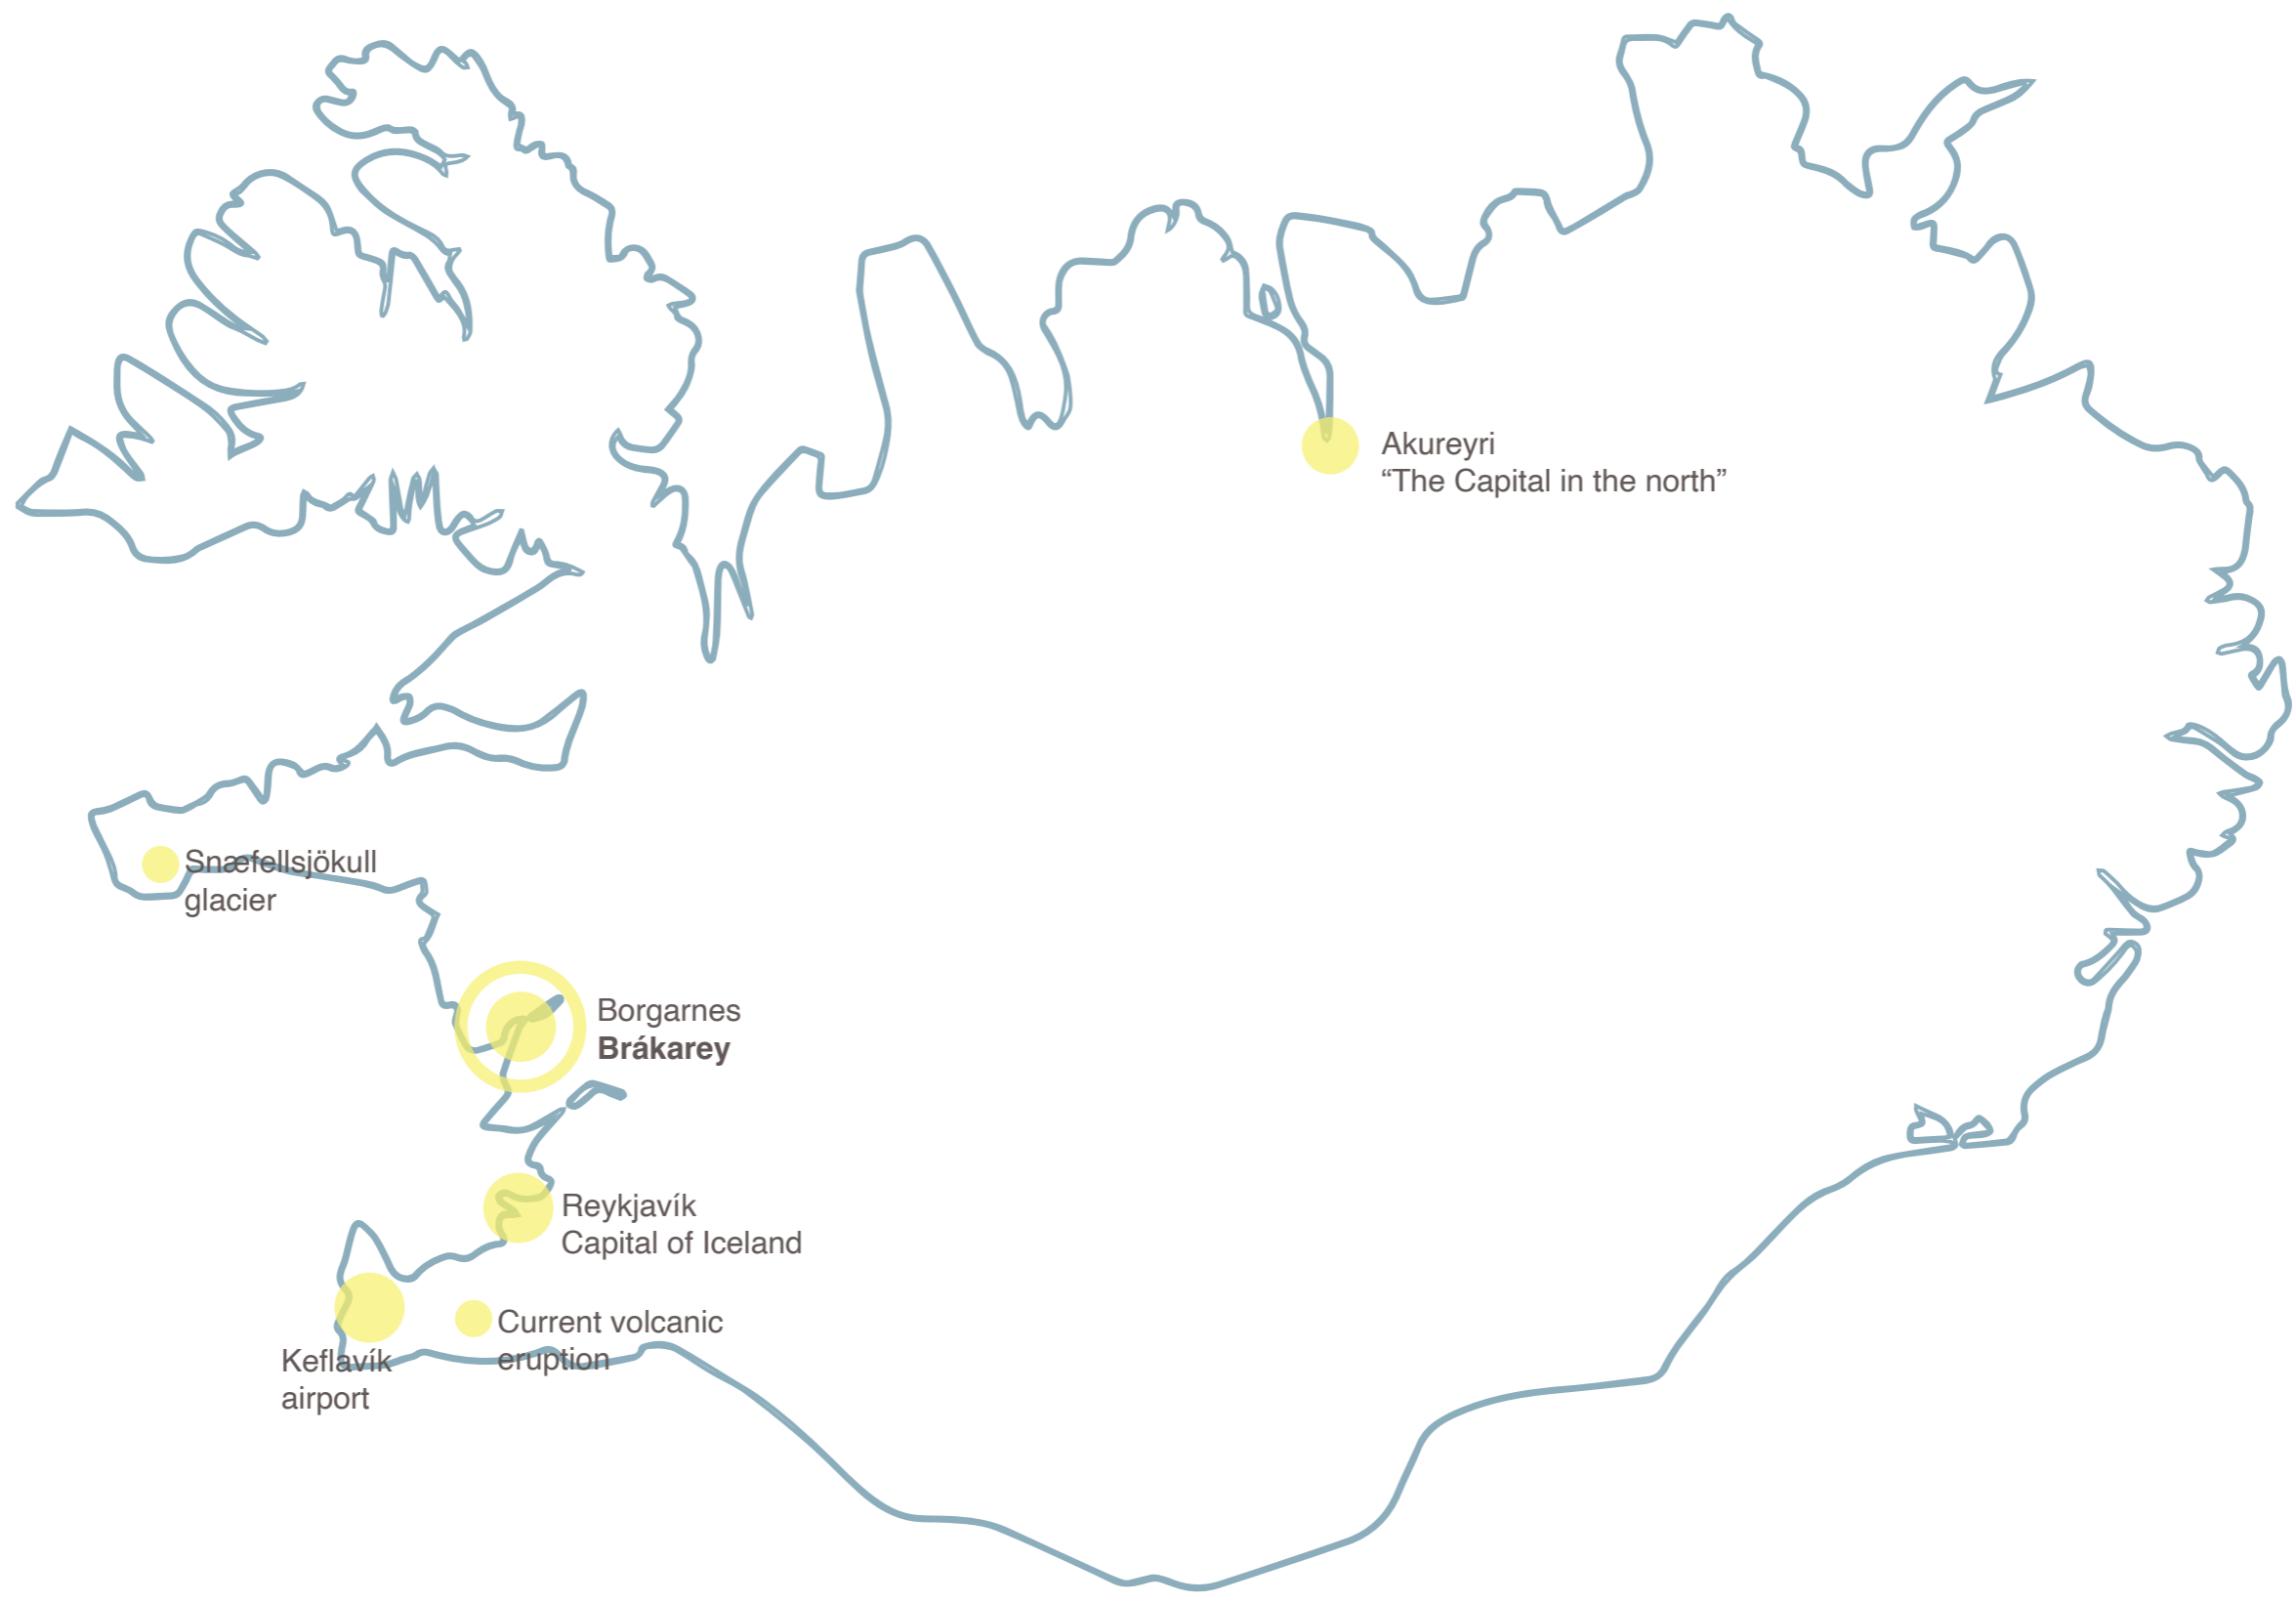 Akureyri
“The Capital in the north”
Snæfellsjökull
glacier
Borgarnes
Brákarey
Reykjavík
Capital of Iceland
Current volcanic
eruption
Keflavík
airport